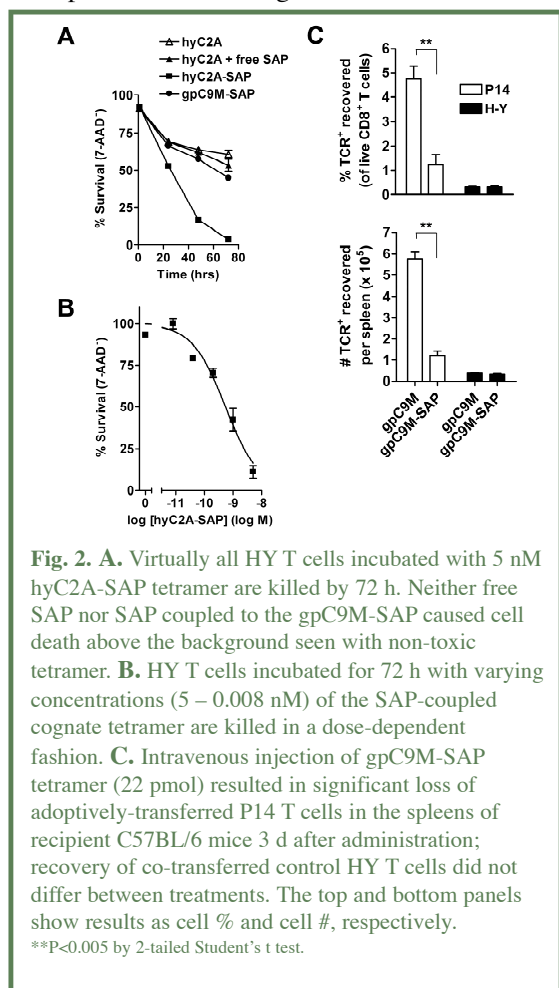 A
hyC2A
hyC2A + free SAP
hyC2A-SAP
gpC9M-SAP
% Survival (7-AAD⁻)
100
75
50
25
0
0 20 40 60 80
Time (hrs)
B
% Survival (7-AAD⁻)
100
75
50
25
0
0 -11 -10 -9 -8
log [hyC2A-SAP] (log M)
C
% TCR⁺ recovered
(of live CD8⁺ T cells)
6
5
4
3
2
1
0
**
P14
H-Y
# TCR⁺ recovered
per spleen (x 10⁵)
7
6
5
4
3
2
1
0
**
gpC9M
gpC9M-SAP
gpC9M
gpC9M-SAP
Fig. 2. A. Virtually all HY T cells incubated with 5 nM
hyC2A-SAP tetramer are killed by 72 h. Neither free
SAP nor SAP coupled to the gpC9M-SAP caused cell
death above the background seen with non-toxic
tetramer. B. HY T cells incubated for 72 h with varying
concentrations (5 – 0.008 nM) of the SAP-coupled
cognate tetramer are killed in a dose-dependent
fashion. C. Intravenous injection of gpC9M-SAP
tetramer (22 pmol) resulted in significant loss of
adoptively-transferred P14 T cells in the spleens of
recipient C57BL/6 mice 3 d after administration;
recovery of co-transferred control HY T cells did not
differ between treatments. The top and bottom panels
show results as cell % and cell #, respectively.
**P<0.005 by 2-tailed Student's t test.